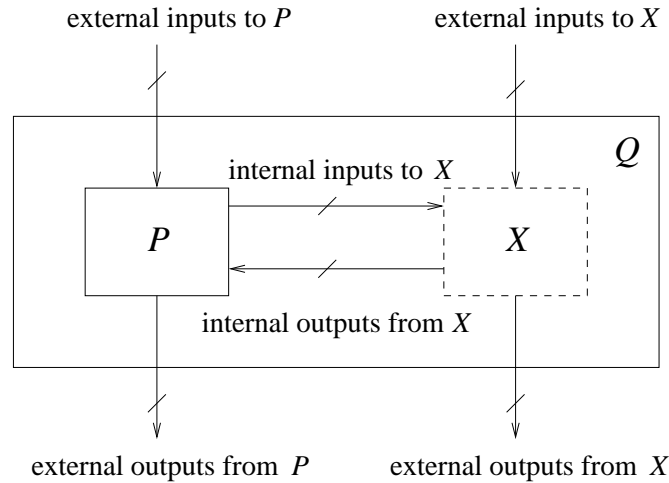 external inputs to P
external inputs to X
Q
internal inputs to X
P
X
internal outputs from X
external outputs from P
external outputs from X